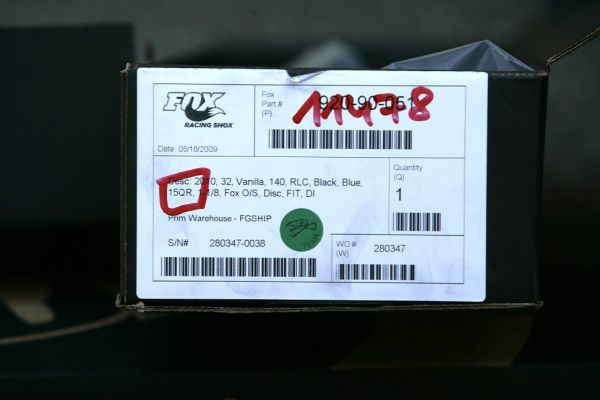 FOX
RACING SHOX
Date: 05/18/2009
Fox
Part #
(P)
920-90-051
11478
Desc: 2010, 32, Vanilla, 140, RLC, Black, Blue,
15QR, 1-1/8, Fox O/S, Disc, FIT, DI
Prim Warehouse - FGSHIP
Quantity
(Q)
1
S/N# 280347-0038
WO #
(W)
280347